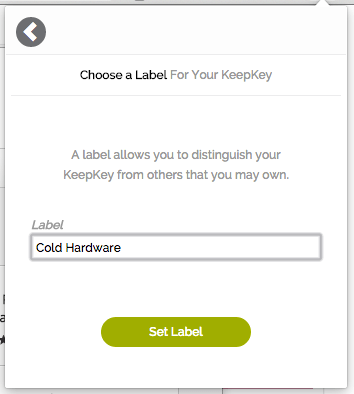 Choose a Label For Your KeepKey
A label allows you to distinguish your
KeepKey from others that you may own.
Label
Cold Hardware
Set Label